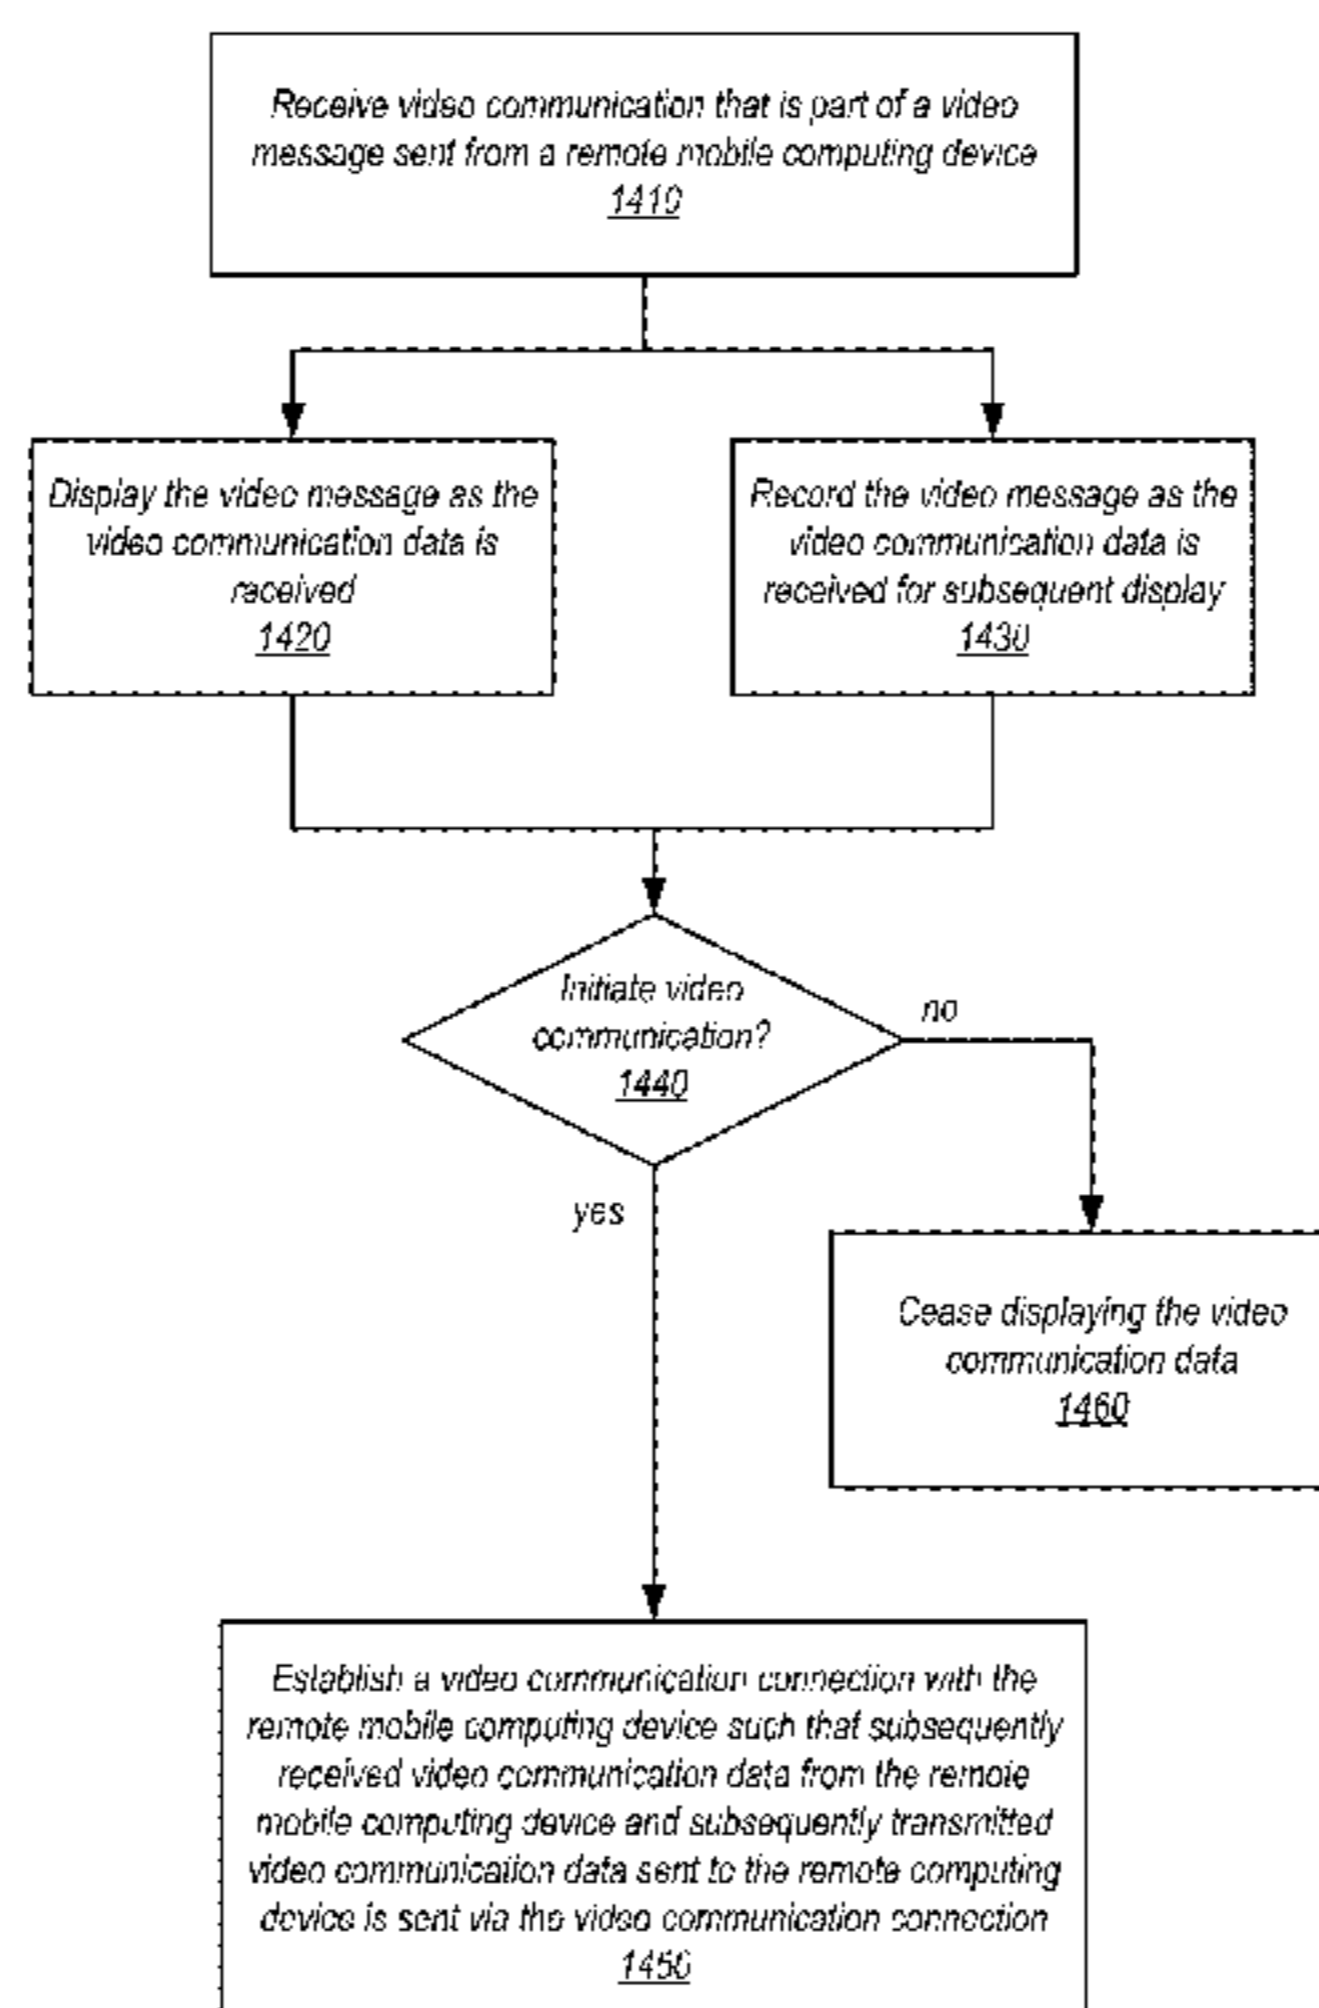 Receive video communication that is part of a video
message sent from a remote mobile computing device
1410
Display the video message as the
video communication data is
received
1420
Record the video message as the
video communication data is
received for subsequent display
1430
Initiate video
communication?
1440
no
yes
Cease displaying the video
communication data
1460
Establish a video communication connection with the
remote mobile computing device such that subsequently
received video communication data from the remote
mobile computing device and subsequently transmitted
video communication data sent to the remote computing
device is sent via the video communication connection
1450